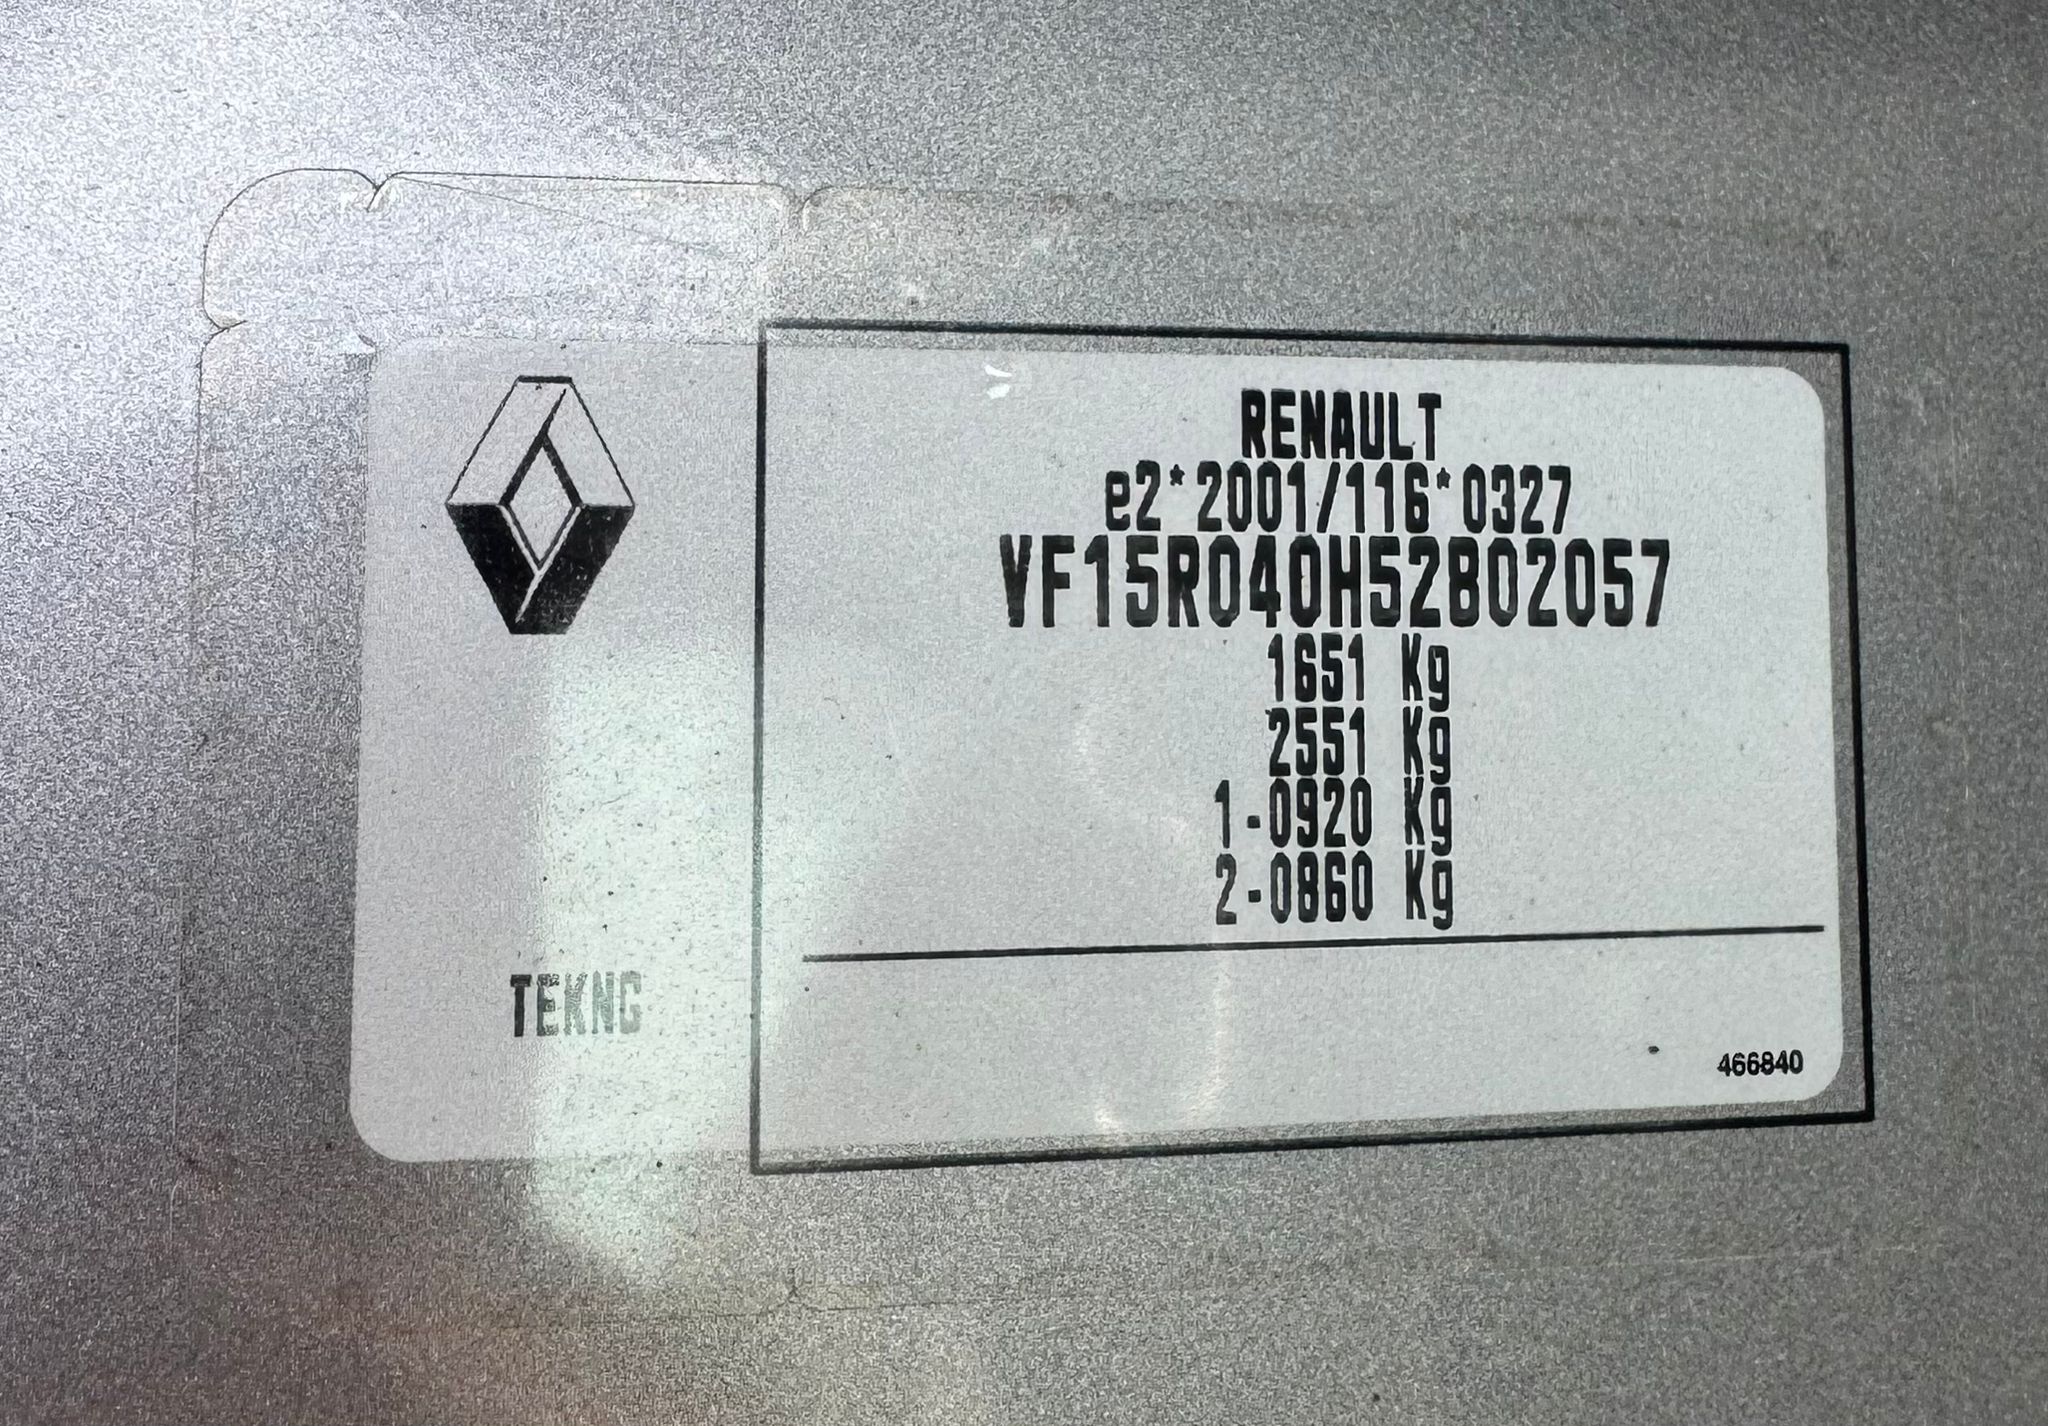 RENAULT
e2*2001/116*0327
VF15R040H52802057
1651 Kg
2551 Kg
1-0920 Kg
2-0860 Kg
TEKNG
466840